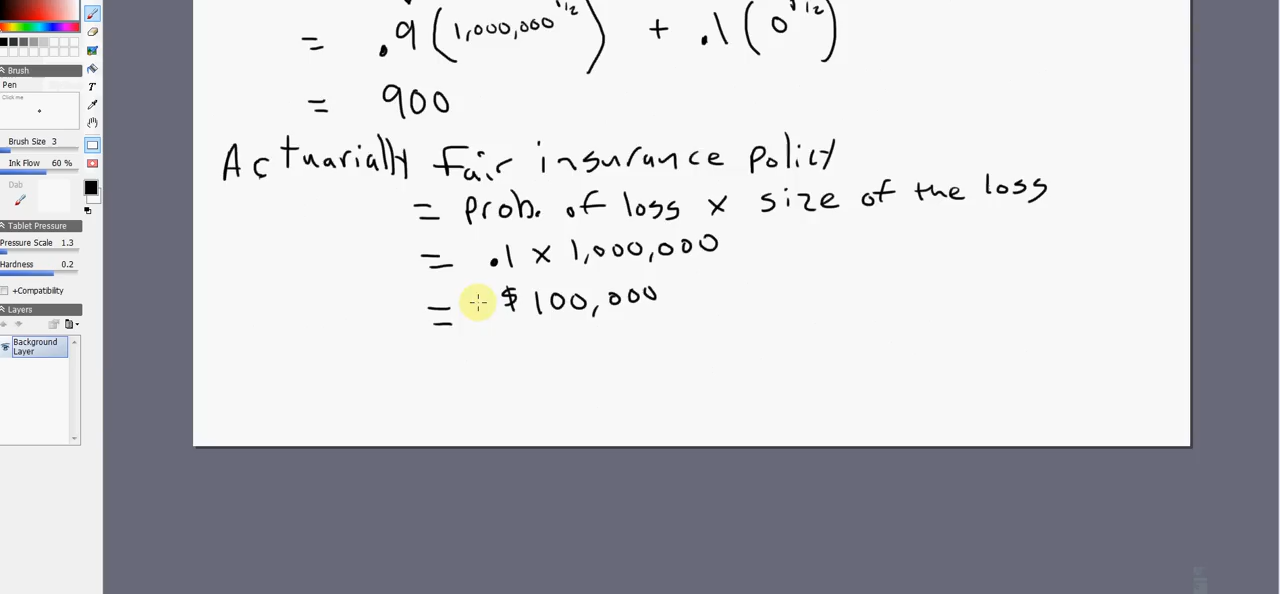 = .9 (1,000,000^1/2) + .1 (0^1/2)
= 900
Brush
Pen
Click me
Actuarially fair insurance policy
Brush Size 3
Ink Flow 60 %
Dab
= prob. of loss x size of the loss
Tablet Pressure
Pressure Scale 1.3
= .1 x 1,000,000
Hardness 0.2
+Compatibility
= $ 100,000
Layers
Background
Layer